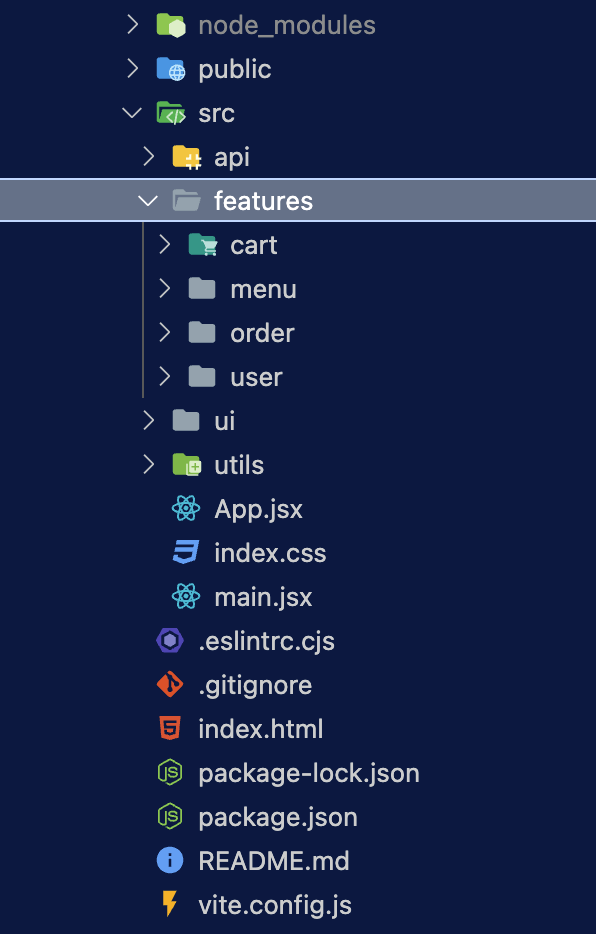 node_modules
public
src
api
features
cart
menu
order
user
ui
utils
App.jsx
index.css
main.jsx
.eslintrc.cjs
.gitignore
index.html
package-lock.json
package.json
README.md
vite.config.js